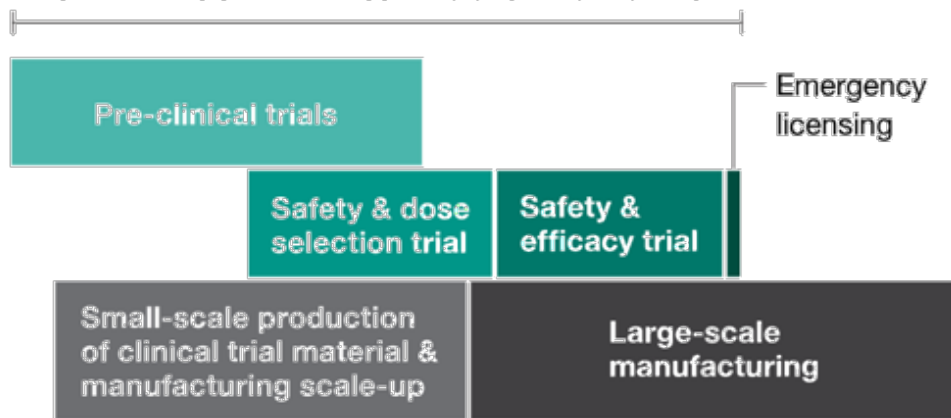 Pre-clinical trials
Emergency
licensing
Safety & dose
selection trial
Safety &
efficacy trial
Small-scale production
of clinical trial material &
manufacturing scale-up
Large-scale
manufacturing